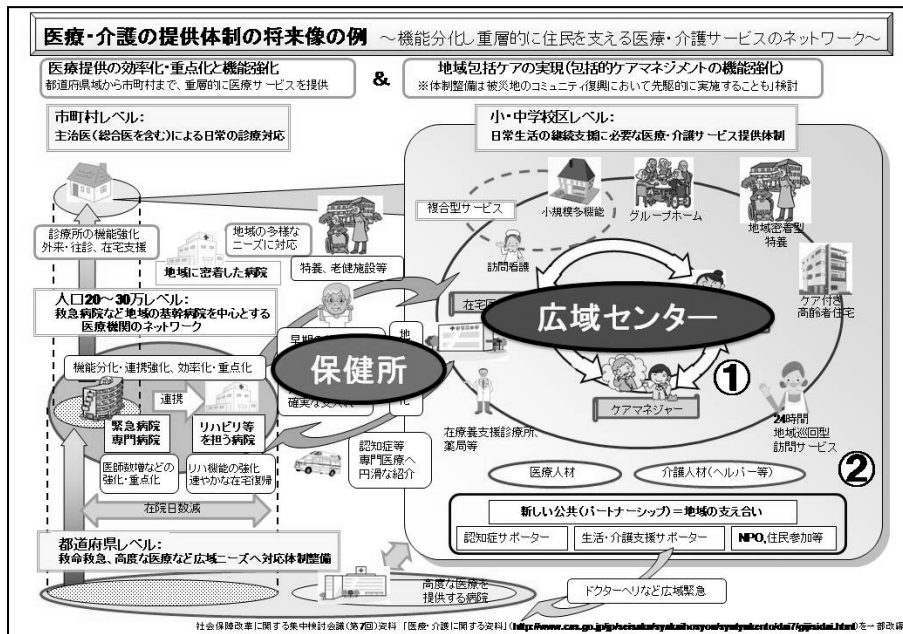 医療・介護の提供体制の将来像の例 ～機能分化し重層的に住民を支える医療・介護サービスのネットワーク～
医療提供の効率化・重点化と機能強化
都道府県域から市町村まで、重層的に医療サービスを提供
&
地域包括ケアの実現(包括的ケアマネジメントの機能強化)
※体制整備は被災地のコミュニティ復興において先駆的に実施することも」検討
市町村レベル:
主治医(総合医を含む)による日常の診療対応
小・中学校区レベル:
日常生活の継続支援に必要な医療・介護サービス提供体制
診療所の機能強化
外来・往診、在宅支援
地域の多様な
ニーズに対応
地域に密着した病院
特養、老健施設等
複合型サービス
小規模多機能
グループホーム
地域密着型
特養
訪問看護
在宅医
ケア付き
高齢者住宅
広域センター
人口20～30万レベル:
救急病院など地域の基幹病院を中心とする
医療機関のネットワーク
機能分化・連携強化、効率化・重点化
連携
緊急病院
専門病院
リハビリ等
を担う病院
医師数増などの
強化・重点化
リハ機能の強化
速やかな在宅復帰
在院日数減
早期
地
保健所
確実な受入れ
化
①
ケアマネジャー
在療養支援診療所、
薬局等
24時間
地域巡回型
訪問サービス
②
認知症等
専門医療へ
円滑な紹介
医療人材
介護人材(ヘルパー等)
新しい公共(パートナーシップ)＝地域の支え合い
認知症サポーター
生活・介護支援サポーター
NPO,住民参加等
都道府県レベル:
救命救急、高度な医療など広域ニーズへ対応体制整備
高度な医療を
提供する病院
ドクターヘリなど広域緊急
社会保障改革に関する集中検討会議(第7回)資料 「医療・介護に関する資料」(http://www.cas.go.jp/jp/seisaku/syakaihosyou/syutyukento/dai7/gijisidai.html)を一部改編